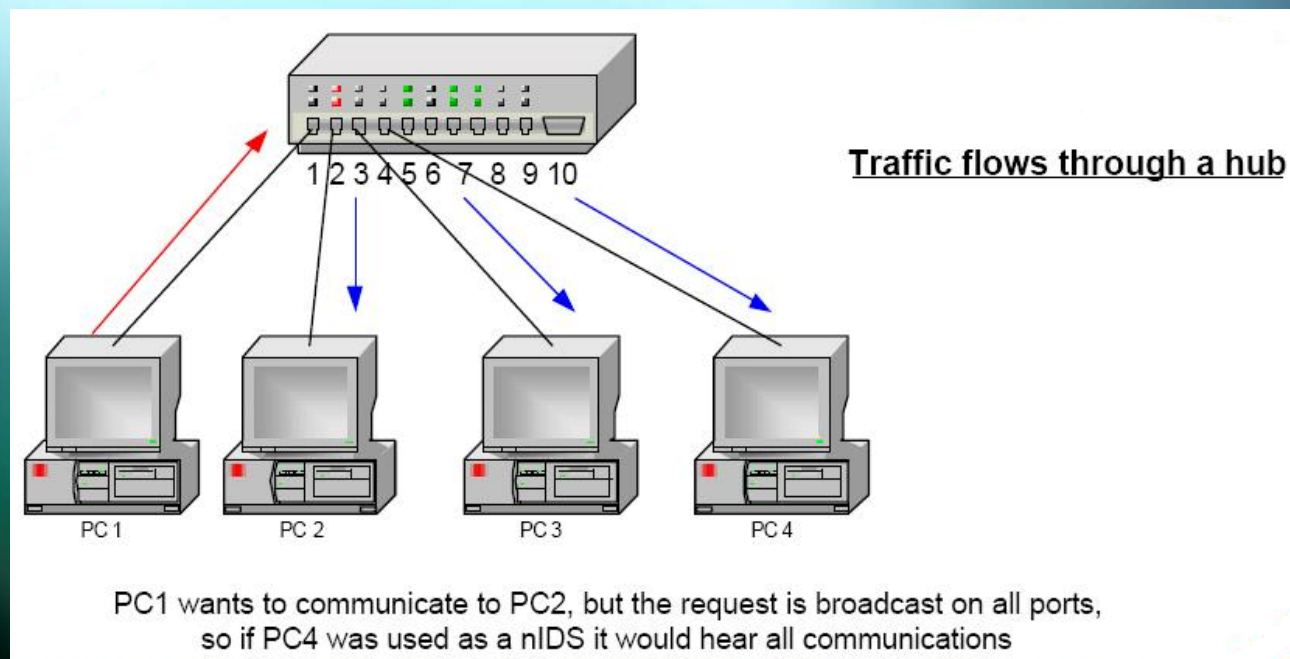 Traffic flows through a hub
1 2 3 4 5 6 7 8 9 10
PC 1
PC 2
PC 3
PC 4
PC1 wants to communicate to PC2, but the request is broadcast on all ports,
so if PC4 was used as a nIDS it would hear all communications